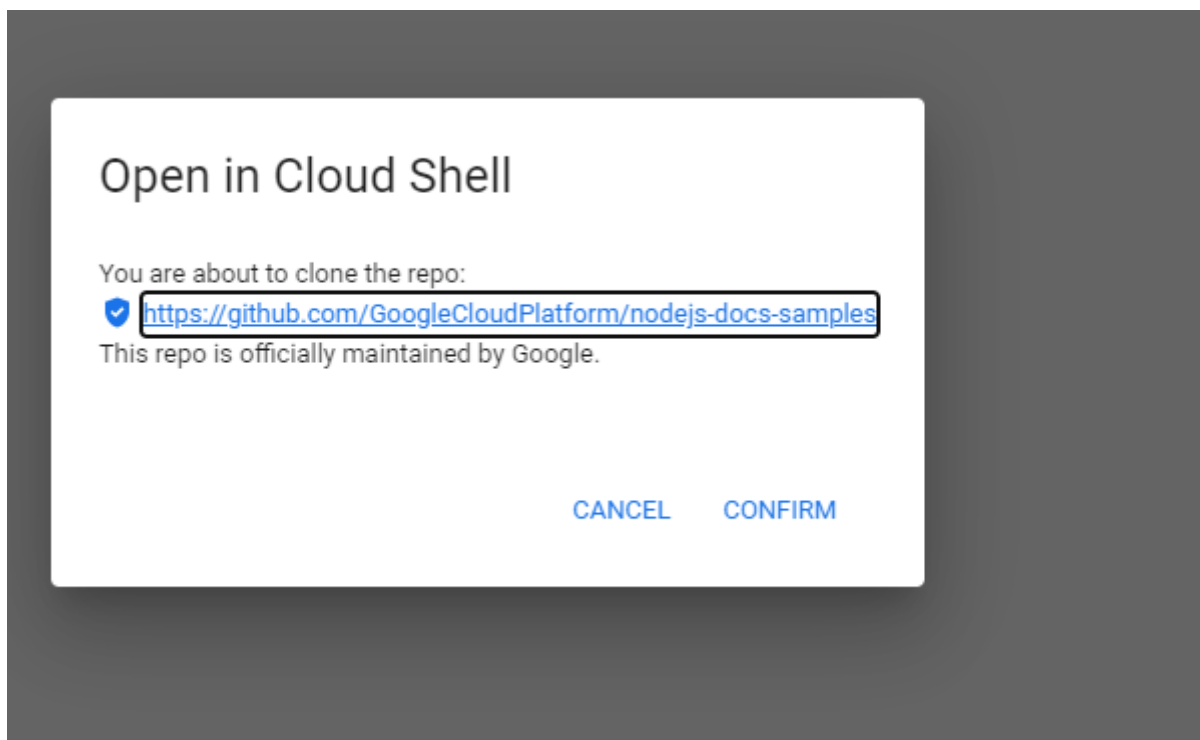 Open in Cloud Shell
You are about to clone the repo:
https://github.com/GoogleCloudPlatform/nodejs-docs-samples
This repo is officially maintained by Google.
CANCEL CONFIRM